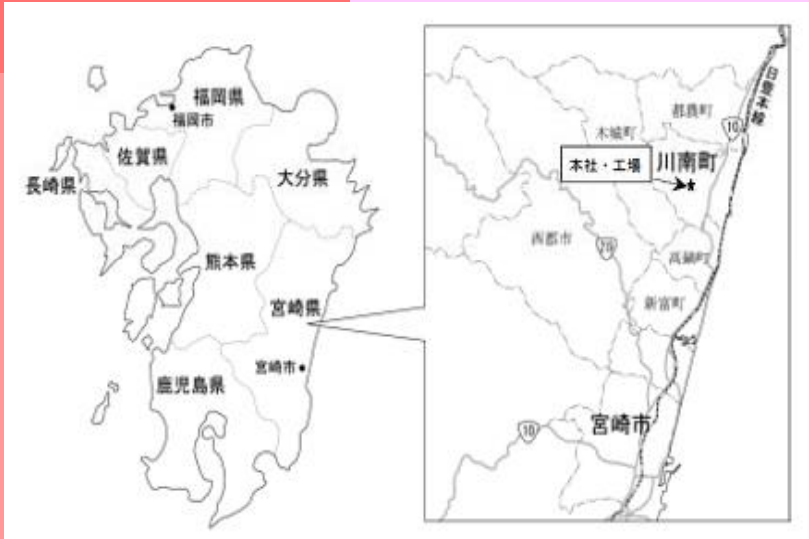 福岡県
福岡市
佐賀県
長崎県
大分県
熊本県
宮崎県
宮崎市
鹿児島県
日豊本線
都農町
10
木城町
川南町
本社・工場
西都市
高鍋町
新富町
宮崎市
10